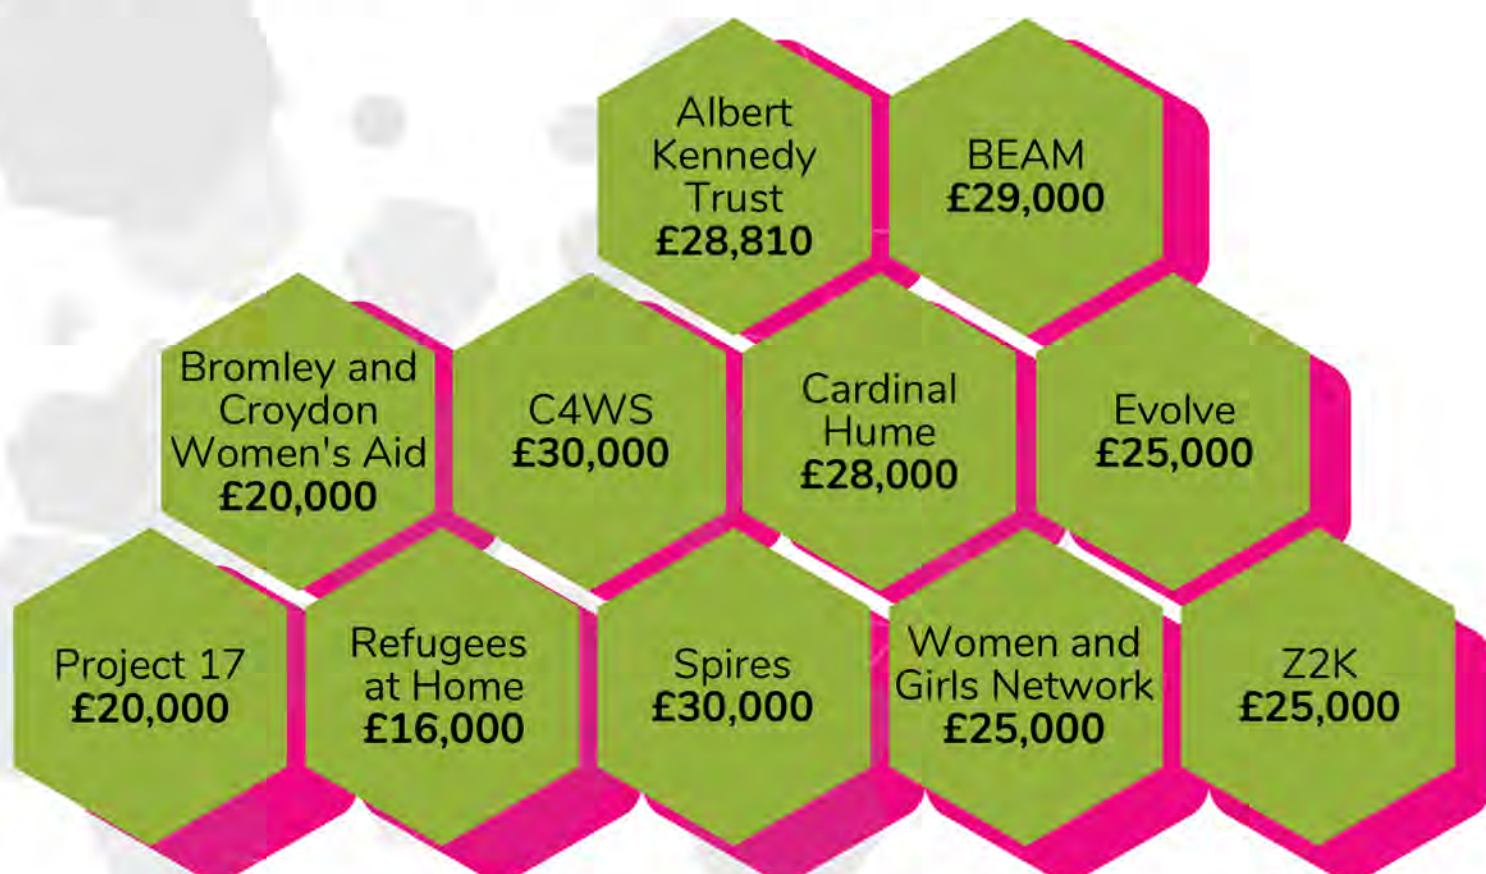 Albert
Kennedy
Trust
£28,810
BEAM
£29,000
Bromley and
Croydon
Women's Aid
£20,000
C4WS
£30,000
Cardinal
Hume
£28,000
Evolve
£25,000
Project 17
£20,000
Refugees
at Home
£16,000
Spires
£30,000
Women and
Girls Network
£25,000
Z2K
£25,000